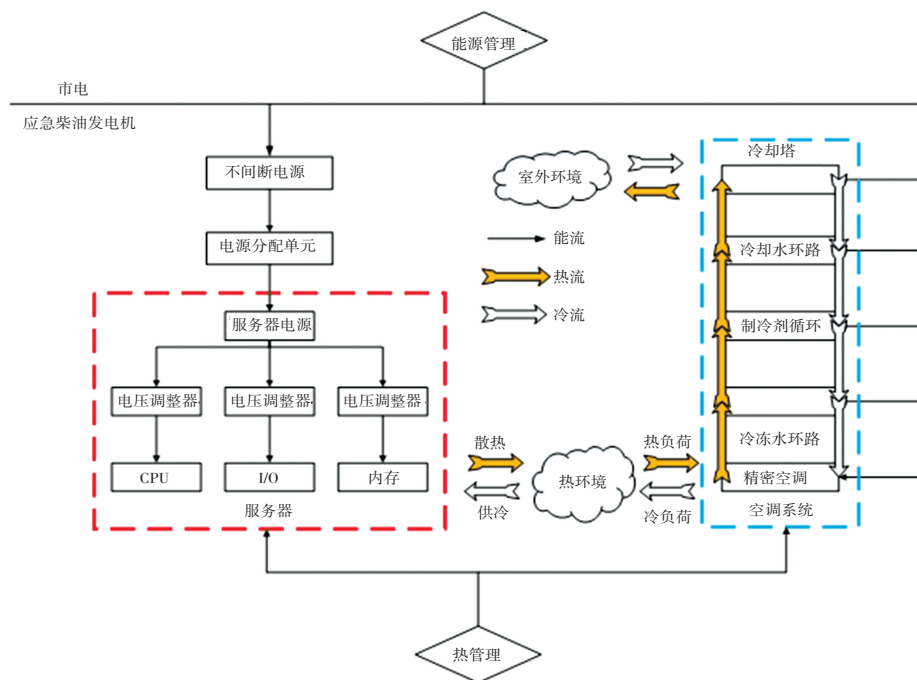 能源管理
市电
应急柴油发电机
冷却塔
不间断电源
室外环境
电源分配单元
能流
冷却水环路
热流
冷流
服务器电源
制冷剂循环
电压调整器
电压调整器
电压调整器
散热
热负荷
冷冻水环路
CPU
I/O
内存
热环境
精密空调
服务器
供冷
冷负荷
空调系统
热管理